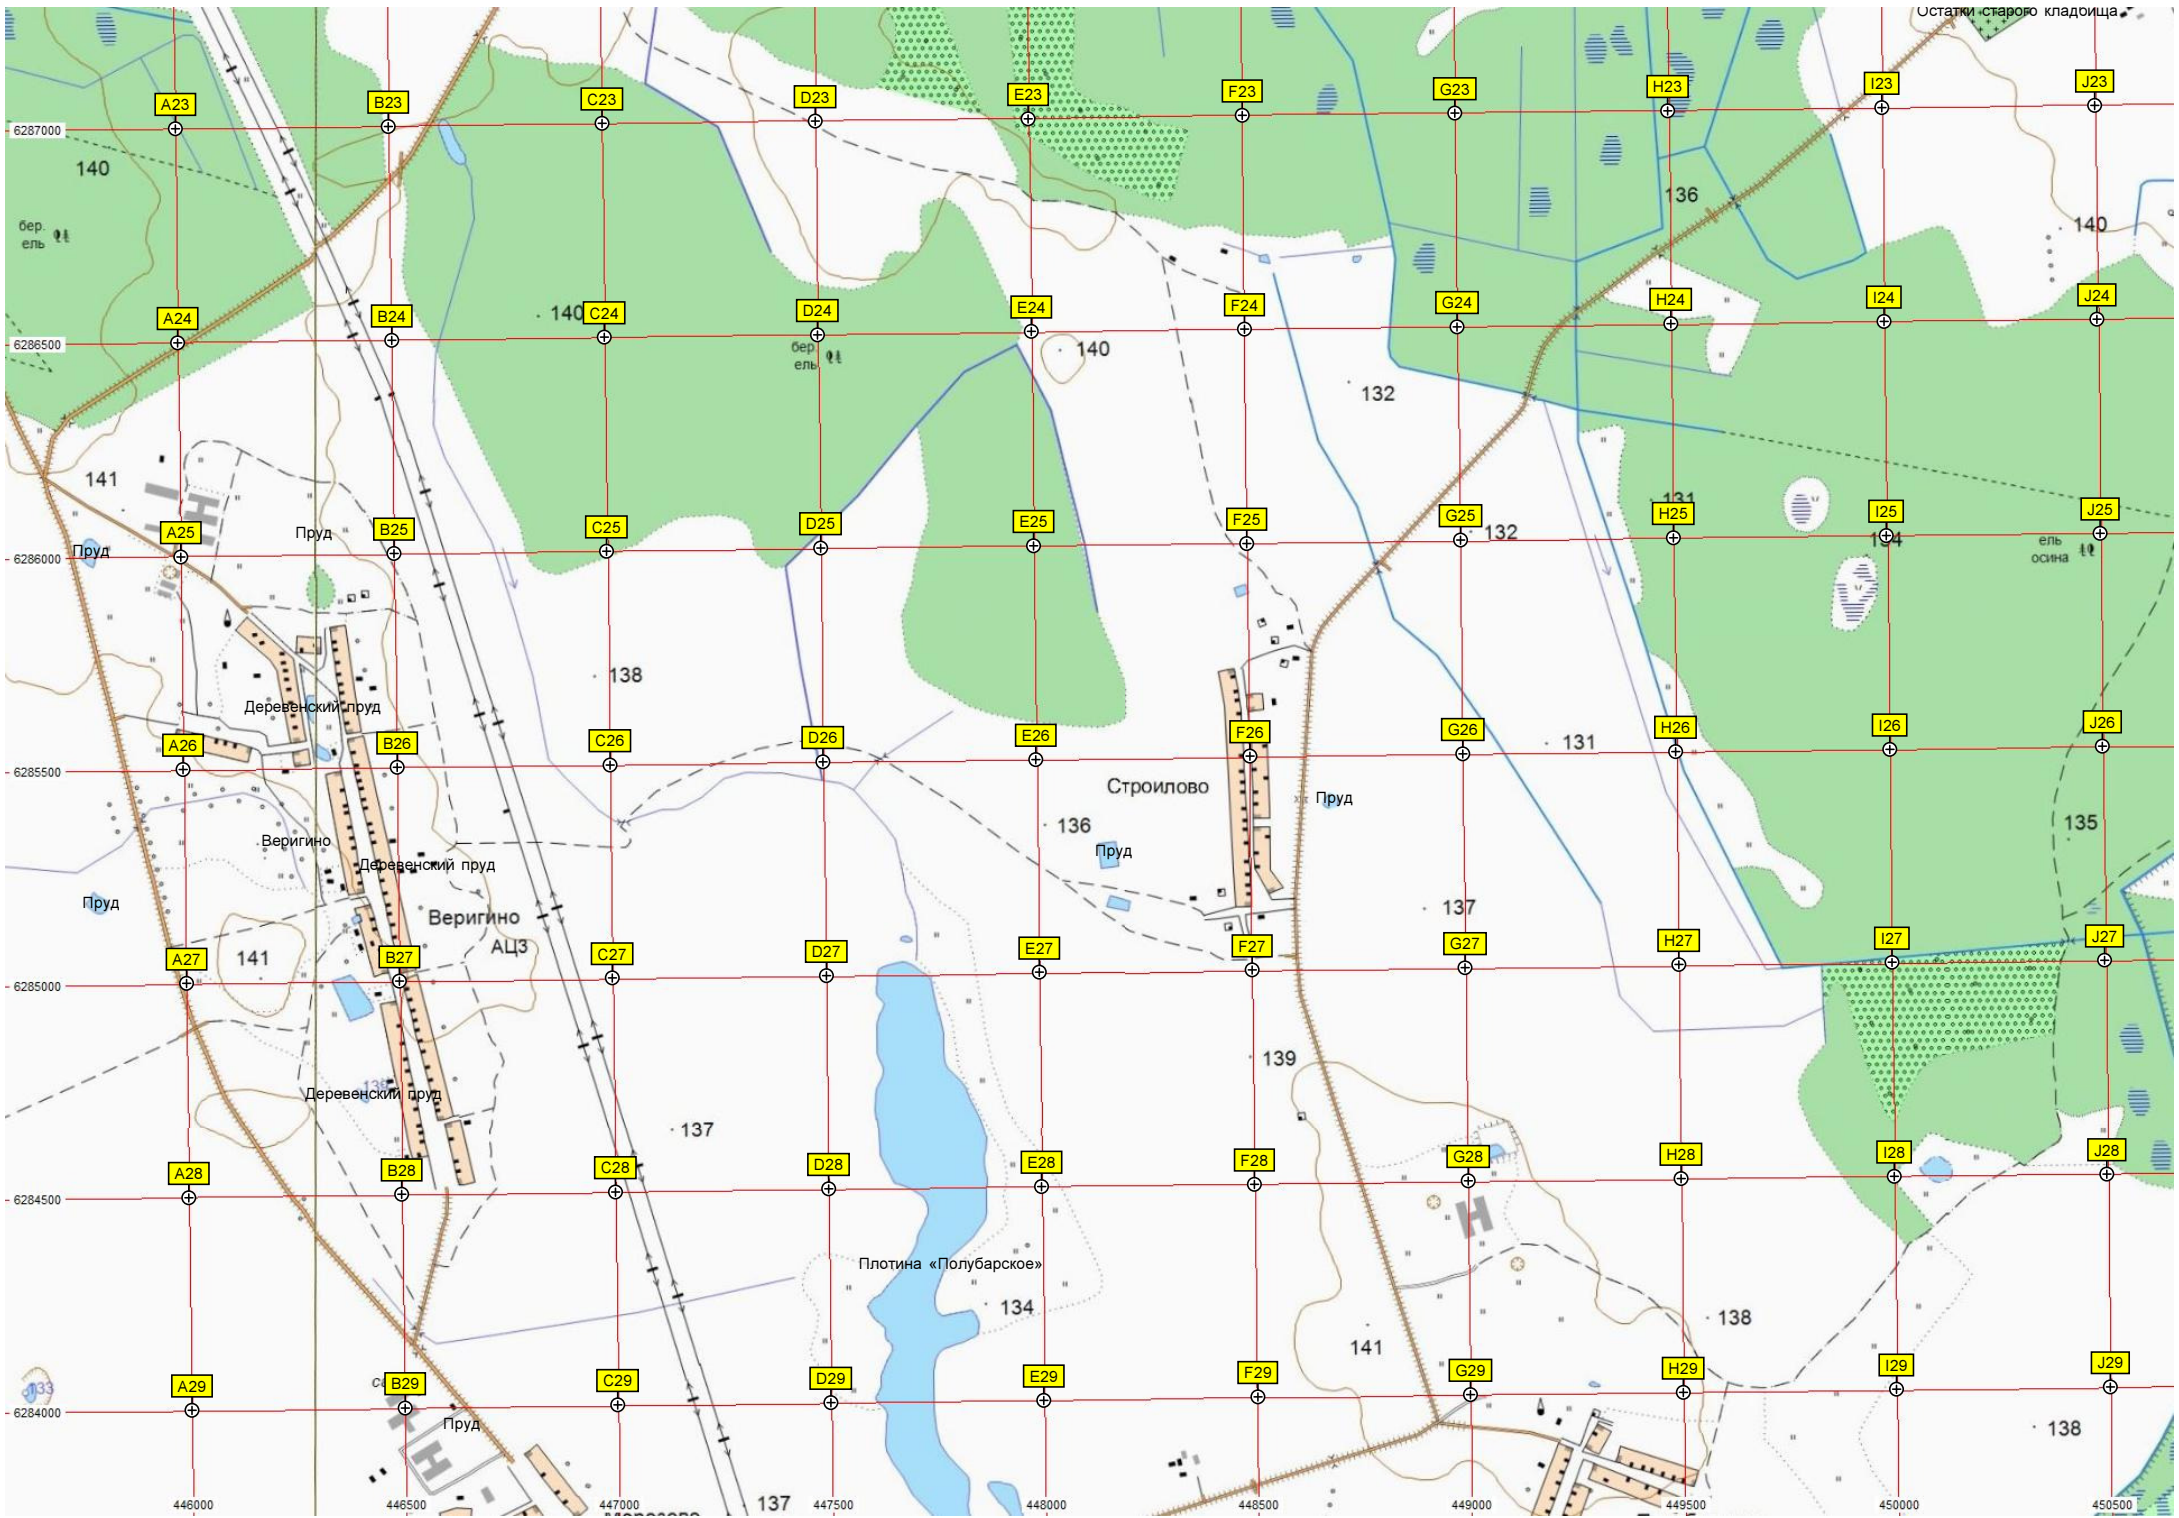 Остатки старого кладбища
A23 B23 C23 D23 E23 F23 G23 H23 I23 J23
6287000
140
136
бер.
ель
140
A24 B24 C24 D24 E24 F24 G24 H24 I24 J24
140
6286500
бер.
ель
140
132
141
131
A25 B25 C25 D25 E25 F25 G25 H25 I25 J25
Пруд
132
134
Пруд
6286000
ель
осина
138
Деревенский пруд
A26 B26 C26 D26 E26 F26 G26 H26 I26 J26
131
6285500
Строилово
Пруд
136
135
Веригино
Пруд
Деревенский пруд
Пруд
137
Веригино
АЦЗ
141
A27 B27 C27 D27 E27 F27 G27 H27 I27 J27
6285000
139
139
Деревенский пруд
137
A28 B28 C28 D28 E28 F28 G28 H28 I28 J28
6284500
Плотина «Полубарское»
134
138
141
A29 B29 C29 D29 E29 F29 G29 H29 I29 J29
133
6284000
Пруд
138
137
446000 446500 447000 447500 448000 448500 449000 449500 450000 450500